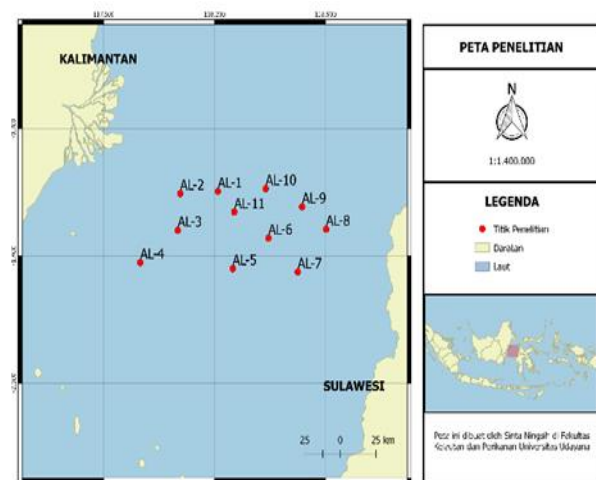 KALIMANTAN
AL-2
AL-1
AL-10
AL-11
AL-9
AL-3
AL-6
AL-8
AL-4
AL-5
AL-7
SULAWESI
25 0 25 km
PETA PENELITIAN
N
1:1.400.000
LEGENDA
Titik Penelitian
Daratan
Laut
Peta ini dibuat oleh Sinta Ningsih di Fakultas
Kelautan dan Perikanan Universitas Udayana